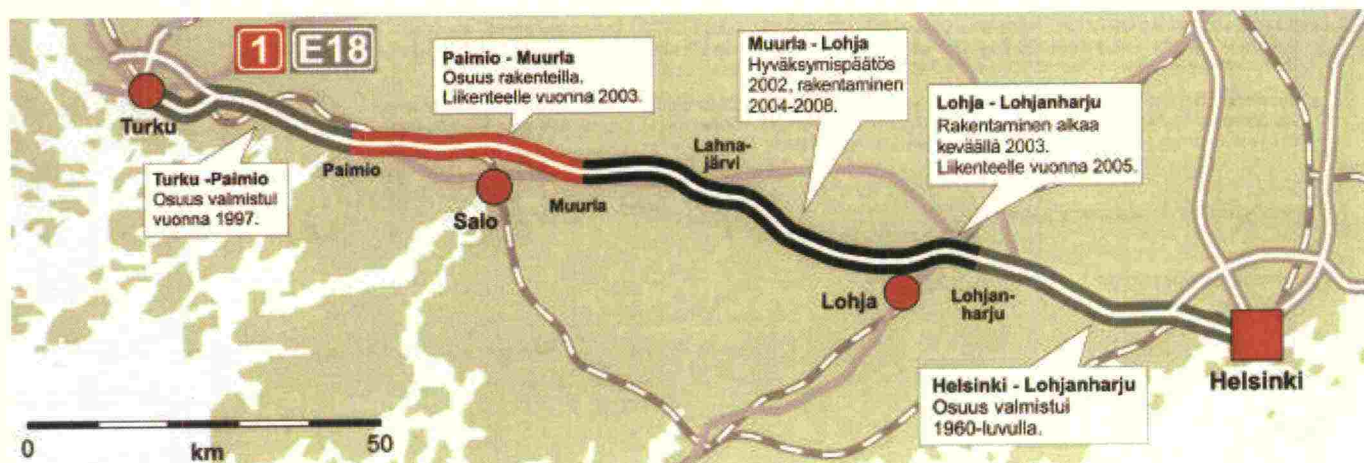 1 E18
Paimio - Muurla
Osuus rakenteilla.
Liikenteelle vuonna 2003.
Muurla - Lohja
Hyväksymispäätös
2002, rakentaminen
2004-2008.
Lohja - Lohjanharju
Rakentaminen alkaa
keväällä 2003.
Liikenteelle vuonna 2005.
Turku
Turku -Paimio
Osuus valmistui
vuonna 1997.
Paimio
Salo
Muurla
Lahna-
järvi
Lohja
Lohjan-
harju
Helsinki - Lohjanharju
Osuus valmistui
1960-luvulla.
Helsinki
0 50
km